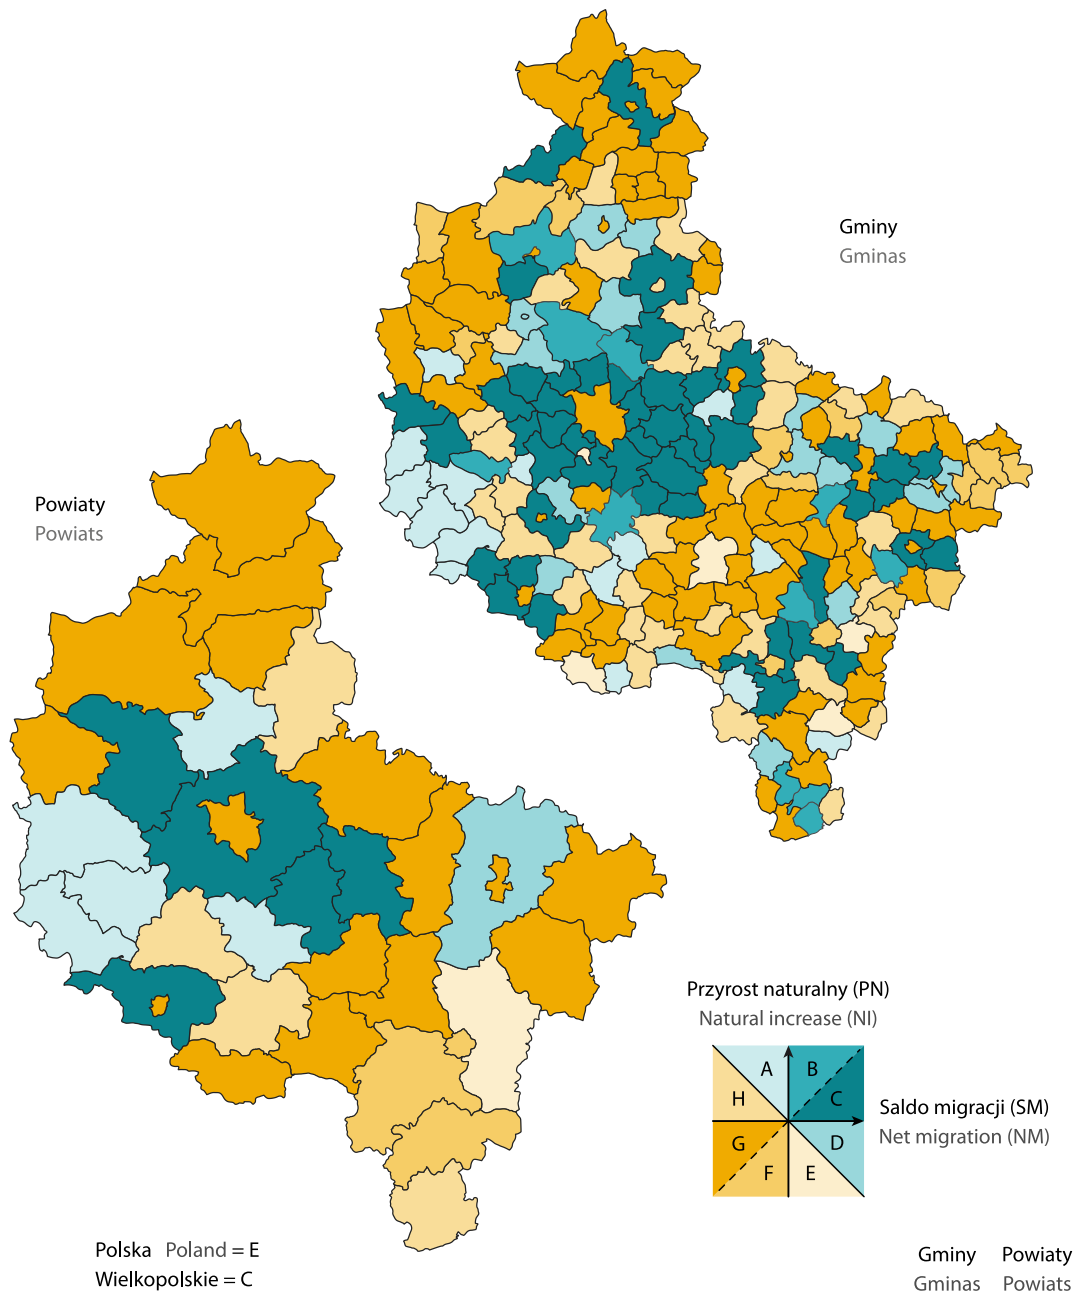 Gminy
Gminas
Powiaty
Powiats
Przyrost naturalny (PN)
Natural increase (NI)
A B
H C
G D
F E
Saldo migracji (SM)
Net migration (NM)
Polska Poland = E
Wielkopolskie = C
Gminy Powiaty
Gminas Powiats